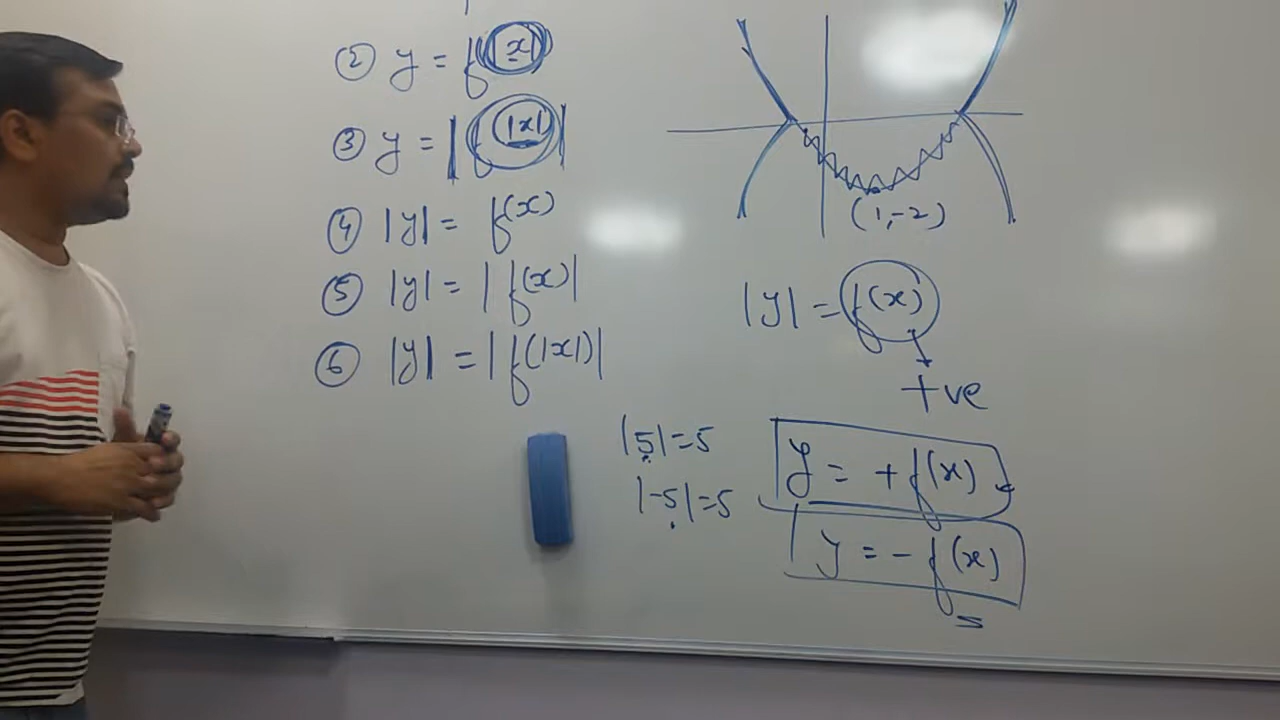 ② y = f(|x|)
③ y = |f(|x|)|
④ |y| = f(x)
⑤ |y| = |f(x)|
⑥ |y| = |f(|x|)|
(1,-2)
|y| = f(x)
+ve
|5|=5
|-5|=5
y = + f(x)
y = - f(x)